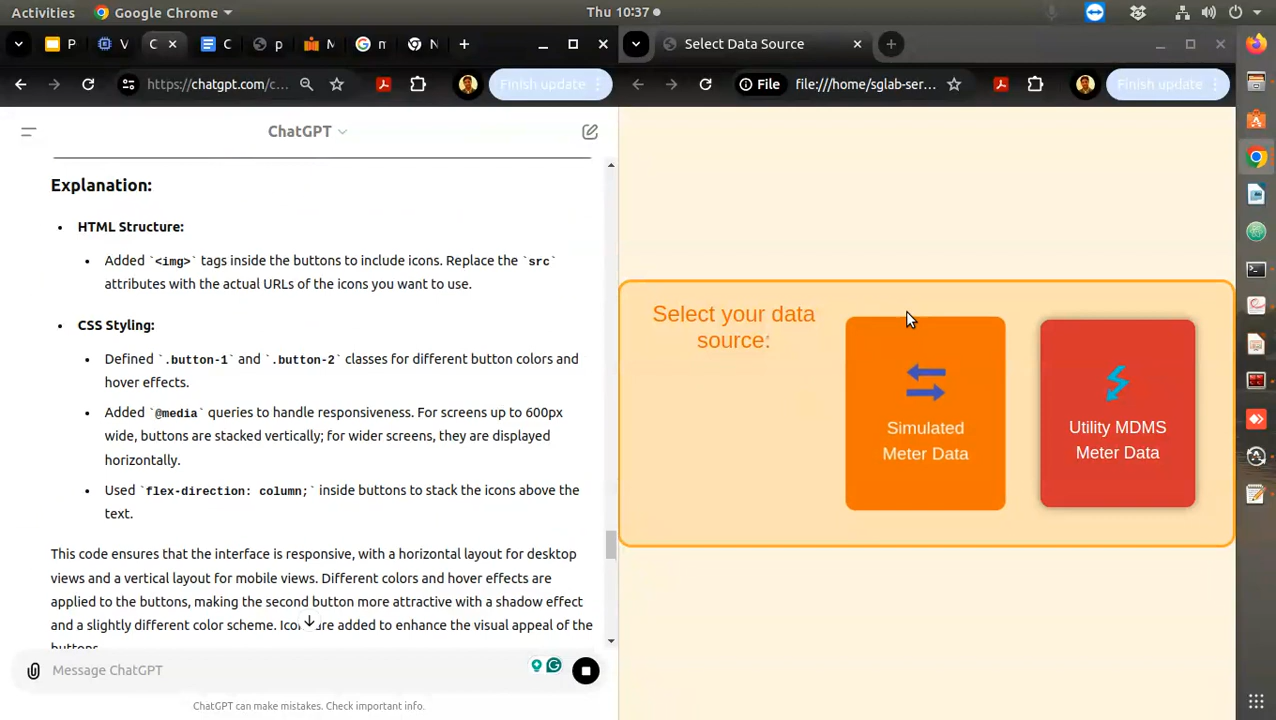 Activities
Google Chrome
Thu 10:37
P
V
C
C
p
M
m
N
Select Data Source
https://chatgpt.com/c...
Finish update
File
file:///home/sglab-ser...
Finish update
ChatGPT
Explanation:
HTML Structure:
Added `<img>` tags inside the buttons to include icons. Replace the `src`
attributes with the actual URLs of the icons you want to use.
CSS Styling:
Defined `.button-1` and `.button-2` classes for different button colors and
hover effects.
Added `@media` queries to handle responsiveness. For screens up to 600px
wide, buttons are stacked vertically; for wider screens, they are displayed
horizontally.
Used `flex-direction: column;` inside buttons to stack the icons above the
text.
This code ensures that the interface is responsive, with a horizontal layout for desktop
views and a vertical layout for mobile views. Different colors and hover effects are
applied to the buttons, making the second button more attractive with a shadow effect
and a slightly different color scheme. Icons are added to enhance the visual appeal of the
buttons.
Message ChatGPT
ChatGPT can make mistakes. Check important info.
Select your data
source:
Simulated
Meter Data
Utility MDMS
Meter Data